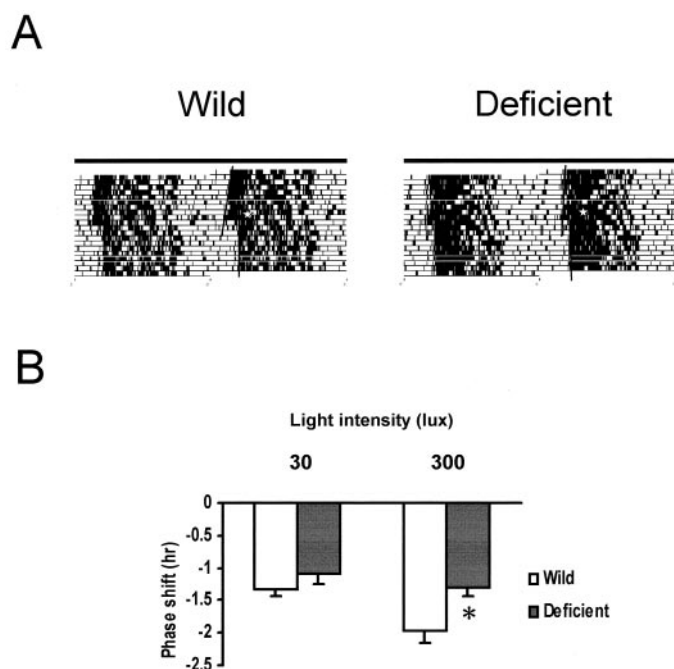 A
Wild Deficient
B
Light intensity (lux)
30 300
0
-0.5
-1
-1.5
-2
-2.5
Phase shift (hr)
Wild
Deficient
*